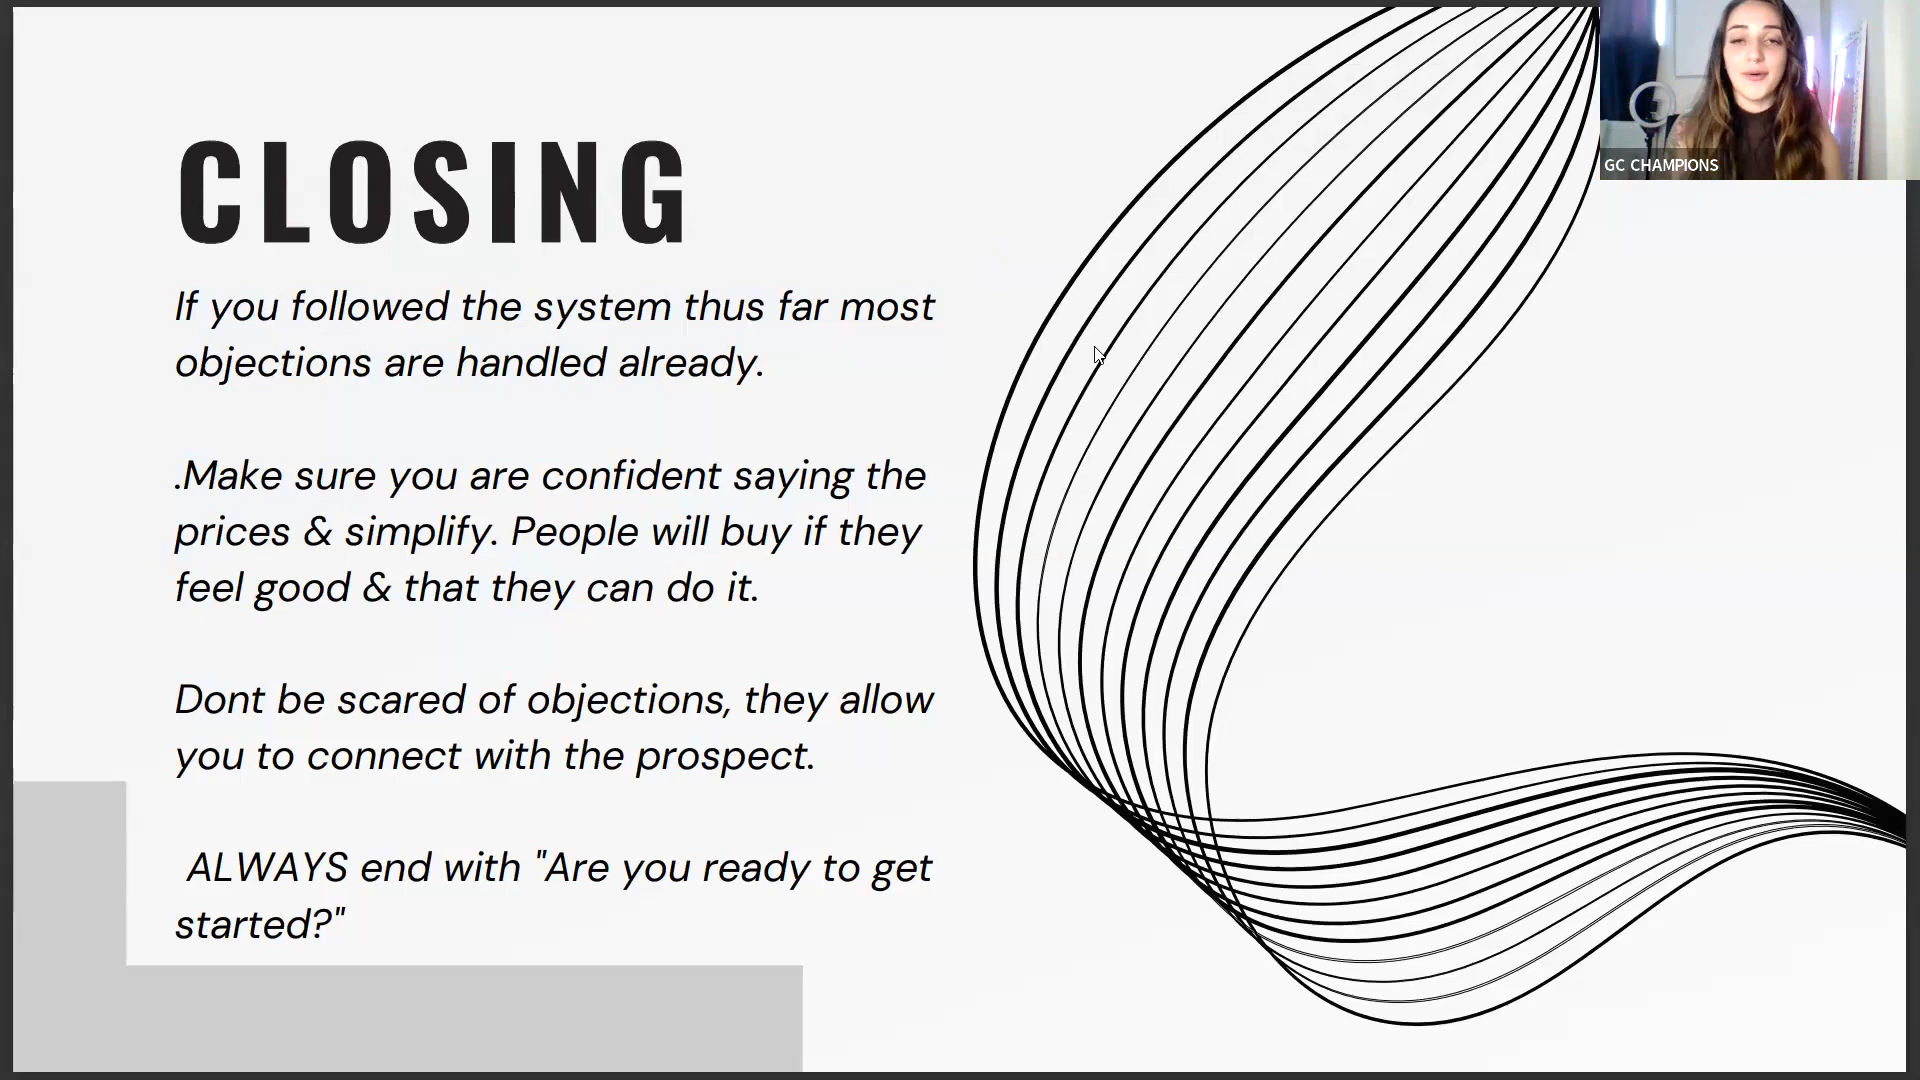 CLOSING
If you followed the system thus far most
objections are handled already.
.Make sure you are confident saying the
prices & simplify. People will buy if they
feel good & that they can do it.
Dont be scared of objections, they allow
you to connect with the prospect.
ALWAYS end with "Are you ready to get
started?"
GC CHAMPIONS